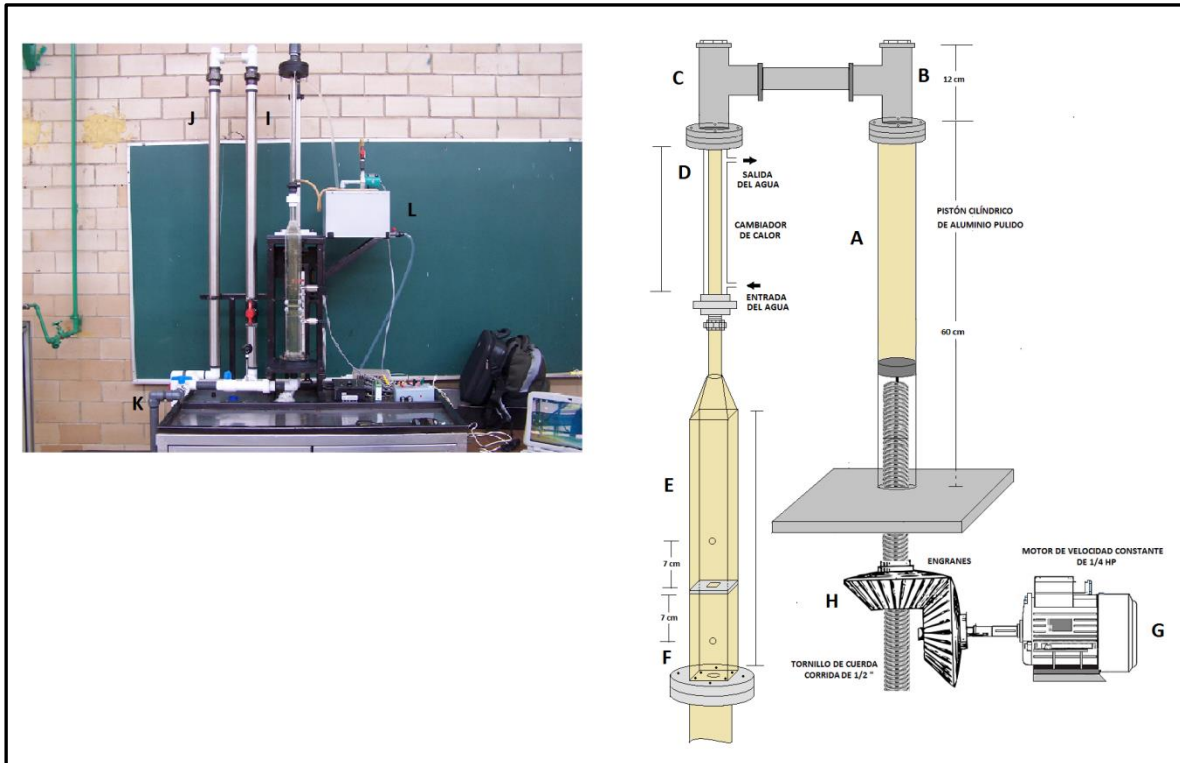 J
I
L
K
C
B
12 cm
D
SALIDA
DEL AGUA
CAMBIADOR
DE CALOR
ENTRADA
DEL AGUA
A
PISTÓN CILÍNDRICO
DE ALUMINIO PULIDO
60 cm
E
7 cm
7 cm
F
ENGRANES
H
MOTOR DE VELOCIDAD CONSTANTE
DE 1/4 HP
G
TORNILLO DE CUERDA
CORRIDA DE 1/2 "